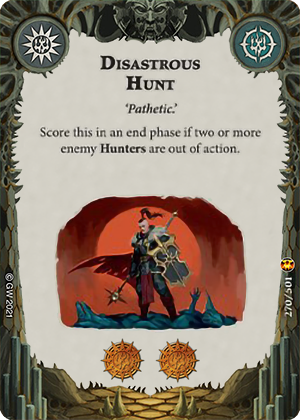 DISASTROUS
HUNT
'Pathetic.'
Score this in an end phase if two or more
enemy Hunters are out of action.
© GW 2021
270/501